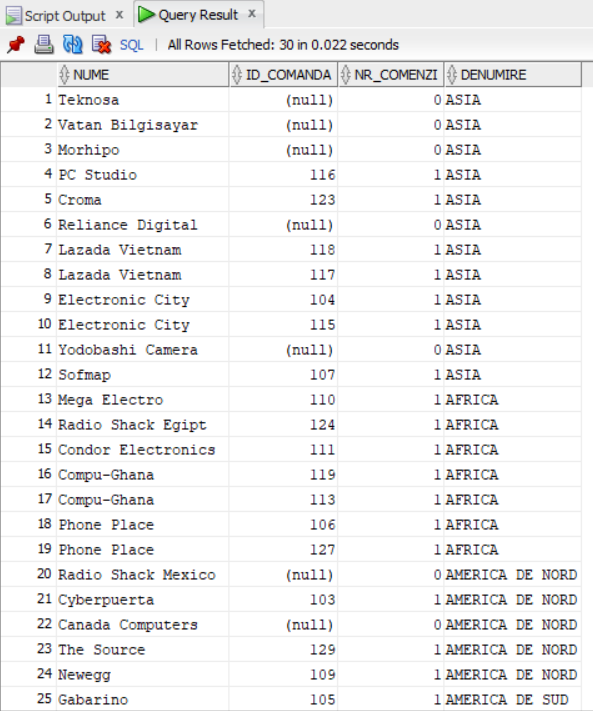 Script Output x Query Result x
SQL | All Rows Fetched: 30 in 0.022 seconds
NUME ID_COMANDA NR_COMENZI DENUMIRE
1 Teknosa (null) 0 ASIA
2 Vatan Bilgisayar (null) 0 ASIA
3 Morhipo (null) 0 ASIA
4 PC Studio 116 1 ASIA
5 Croma 123 1 ASIA
6 Reliance Digital (null) 0 ASIA
7 Lazada Vietnam 118 1 ASIA
8 Lazada Vietnam 117 1 ASIA
9 Electronic City 104 1 ASIA
10 Electronic City 115 1 ASIA
11 Yodobashi Camera (null) 0 ASIA
12 Sofmap 107 1 ASIA
13 Mega Electro 110 1 AFRICA
14 Radio Shack Egipt 124 1 AFRICA
15 Condor Electronics 111 1 AFRICA
16 Compu-Ghana 119 1 AFRICA
17 Compu-Ghana 113 1 AFRICA
18 Phone Place 106 1 AFRICA
19 Phone Place 127 1 AFRICA
20 Radio Shack Mexico (null) 0 AMERICA DE NORD
21 Cyberpuerta 103 1 AMERICA DE NORD
22 Canada Computers (null) 0 AMERICA DE NORD
23 The Source 129 1 AMERICA DE NORD
24 Newegg 109 1 AMERICA DE NORD
25 Gabarino 105 1 AMERICA DE SUD